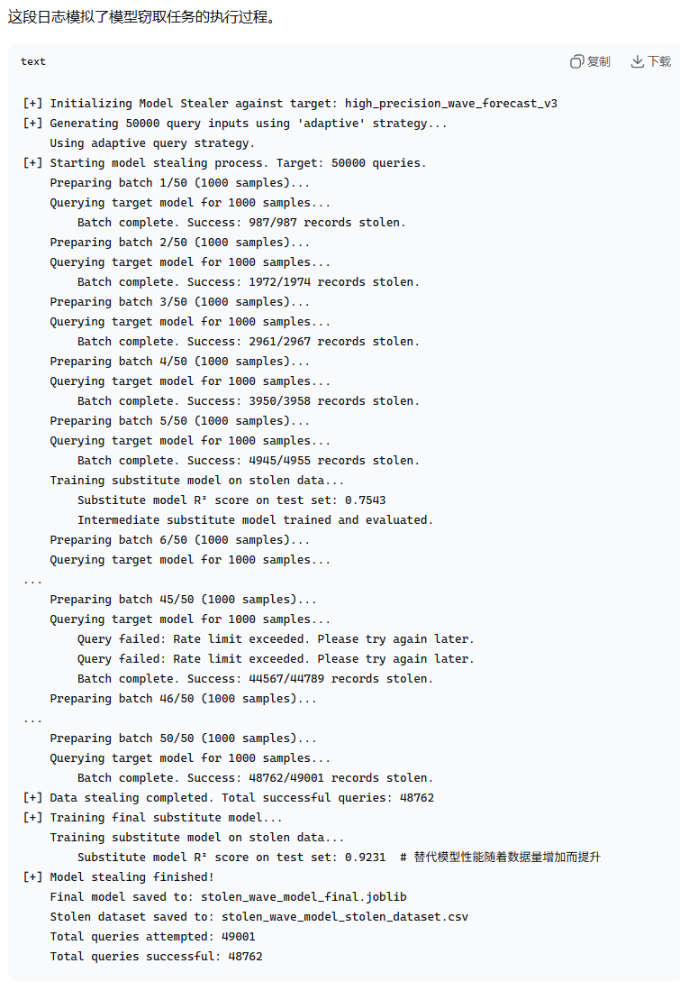 这段日志模拟了模型窃取任务的执行过程。
text 复制 下载
[+] Initializing Model Stealer against target: high_precision_wave_forecast_v3
[+] Generating 50000 query inputs using 'adaptive' strategy...
    Using adaptive query strategy.
[+] Starting model stealing process. Target: 50000 queries.
    Preparing batch 1/50 (1000 samples)...
    Querying target model for 1000 samples...
        Batch complete. Success: 987/987 records stolen.
    Preparing batch 2/50 (1000 samples)...
    Querying target model for 1000 samples...
        Batch complete. Success: 1972/1974 records stolen.
    Preparing batch 3/50 (1000 samples)...
    Querying target model for 1000 samples...
        Batch complete. Success: 2961/2967 records stolen.
    Preparing batch 4/50 (1000 samples)...
    Querying target model for 1000 samples...
        Batch complete. Success: 3950/3958 records stolen.
    Preparing batch 5/50 (1000 samples)...
    Querying target model for 1000 samples...
        Batch complete. Success: 4945/4955 records stolen.
    Training substitute model on stolen data...
        Substitute model R² score on test set: 0.7543
        Intermediate substitute model trained and evaluated.
    Preparing batch 6/50 (1000 samples)...
    Querying target model for 1000 samples...
...
    Preparing batch 45/50 (1000 samples)...
    Querying target model for 1000 samples...
        Query failed: Rate limit exceeded. Please try again later.
        Query failed: Rate limit exceeded. Please try again later.
        Batch complete. Success: 44567/44789 records stolen.
    Preparing batch 46/50 (1000 samples)...
...
    Preparing batch 50/50 (1000 samples)...
    Querying target model for 1000 samples...
        Batch complete. Success: 48762/49001 records stolen.
[+] Data stealing completed. Total successful queries: 48762
[+] Training final substitute model...
    Training substitute model on stolen data...
        Substitute model R² score on test set: 0.9231  # 替代模型性能随着数据量增加而提升
[+] Model stealing finished!
    Final model saved to: stolen_wave_model_final.joblib
    Stolen dataset saved to: stolen_wave_model_stolen_dataset.csv
    Total queries attempted: 49001
    Total queries successful: 48762